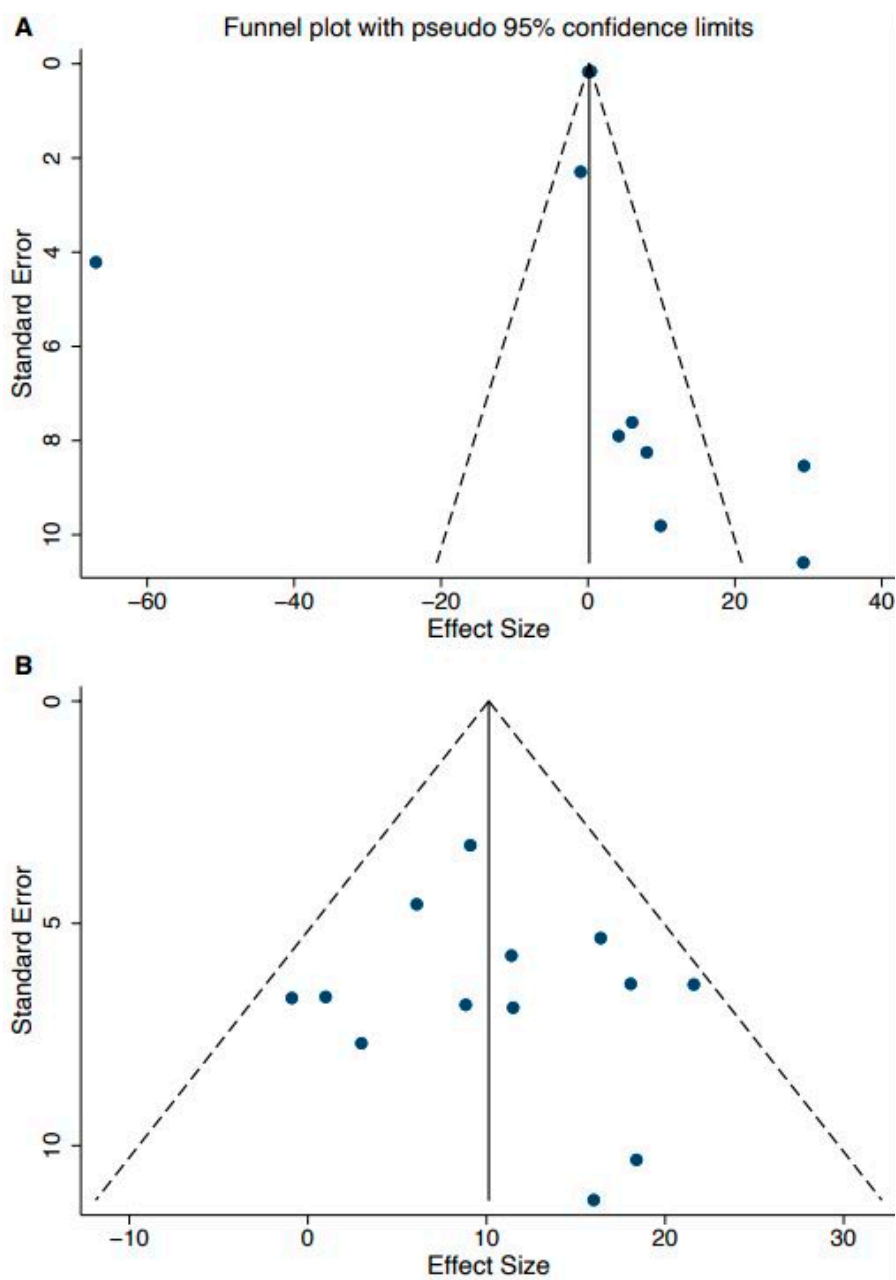 A
Funnel plot with pseudo 95% confidence limits
Standard Error
0
2
4
6
8
10
−60 −40 −20 0 20 40
Effect Size
B
Standard Error
0
5
10
−10 0 10 20 30
Effect Size